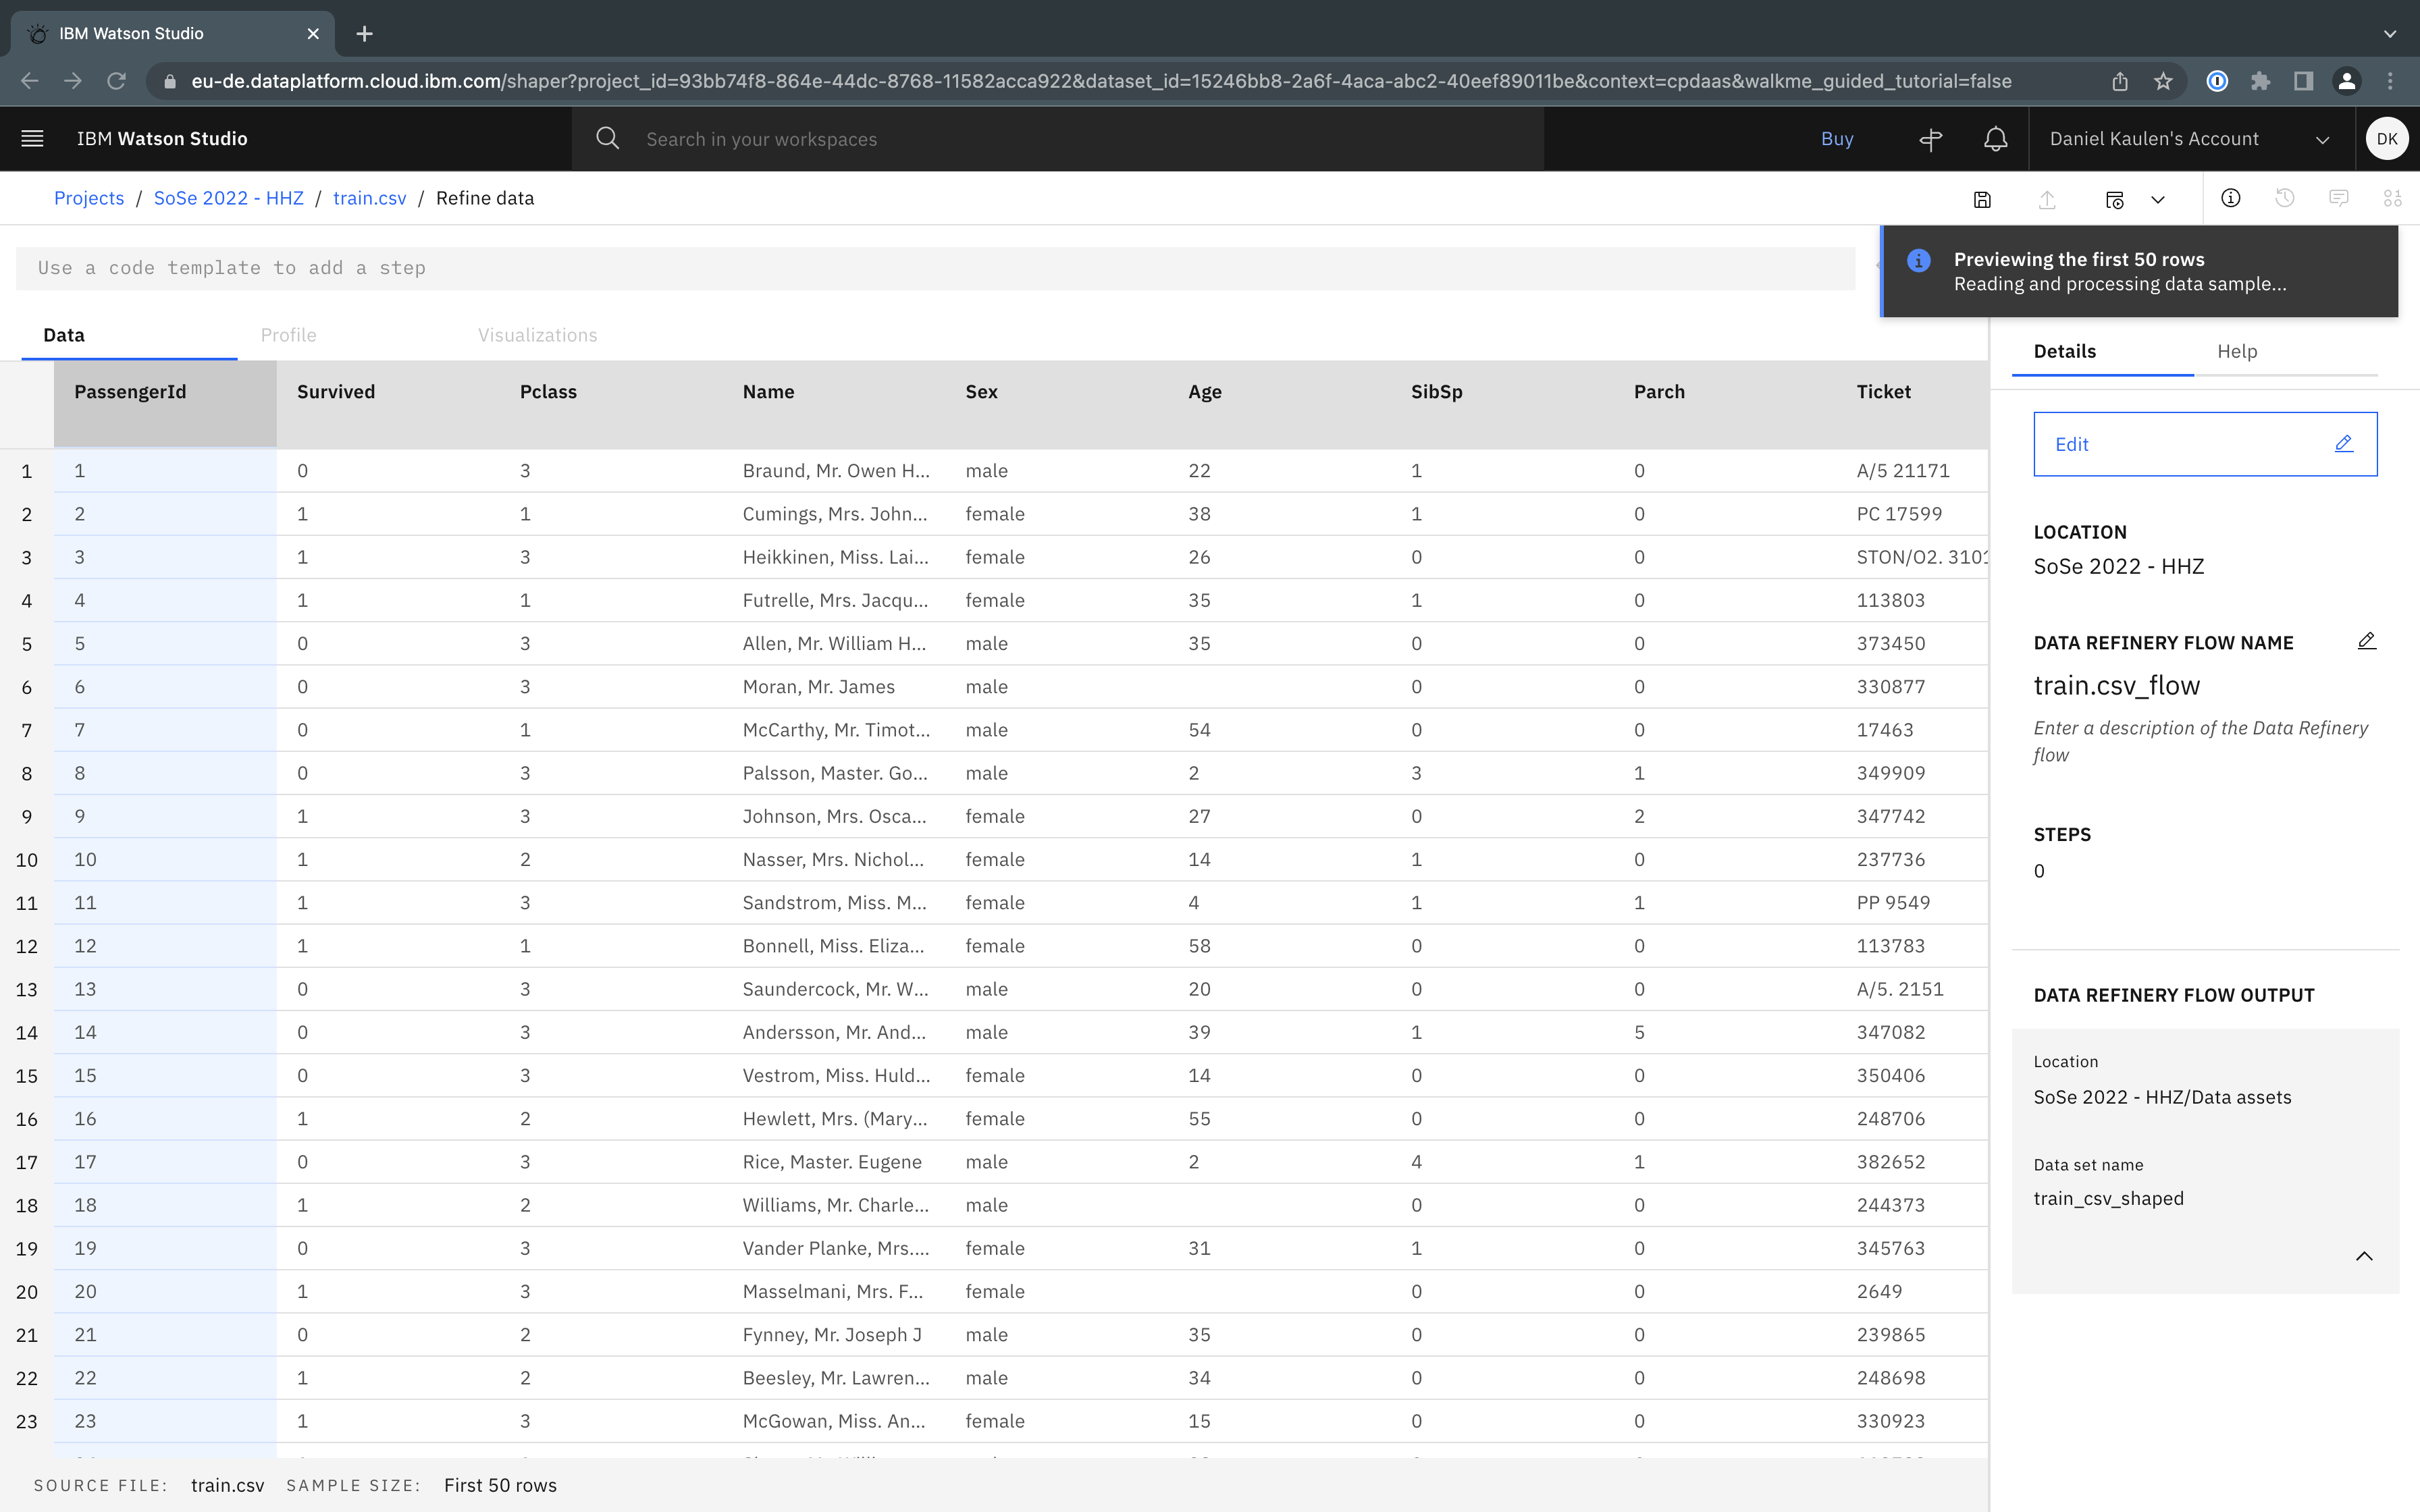 IBM Watson Studio
eu-de.dataplatform.cloud.ibm.com/shaper?project_id=93bb74f8-864e-44dc-8768-11582acca922&dataset_id=15246bb8-2a6f-4aca-abc2-40eef89011be&context=cpdaas&walkme_guided_tutorial=false
IBM Watson Studio Search in your workspaces Buy Daniel Kaulen's Account DK
Projects / SoSe 2022 - HHZ / train.csv / Refine data
Use a code template to add a step
Previewing the first 50 rows
Reading and processing data sample...
Data Profile Visualizations
PassengerId Survived Pclass Name Sex Age SibSp Parch Ticket
1 1 0 3 Braund, Mr. Owen H... male 22 1 0 A/5 21171
2 2 1 1 Cumings, Mrs. John... female 38 1 0 PC 17599
3 3 1 3 Heikkinen, Miss. Lai... female 26 0 0 STON/O2. 3101
4 4 1 1 Futrelle, Mrs. Jacqu... female 35 1 0 113803
5 5 0 3 Allen, Mr. William H... male 35 0 0 373450
6 6 0 3 Moran, Mr. James male 0 0 330877
7 7 0 1 McCarthy, Mr. Timot... male 54 0 0 17463
8 8 0 3 Palsson, Master. Go... male 2 3 1 349909
9 9 1 3 Johnson, Mrs. Osca... female 27 0 2 347742
10 10 1 2 Nasser, Mrs. Nichol... female 14 1 0 237736
11 11 1 3 Sandstrom, Miss. M... female 4 1 1 PP 9549
12 12 1 1 Bonnell, Miss. Eliza... female 58 0 0 113783
13 13 0 3 Saundercock, Mr. W... male 20 0 0 A/5. 2151
14 14 0 3 Andersson, Mr. And... male 39 1 5 347082
15 15 0 3 Vestrom, Miss. Huld... female 14 0 0 350406
16 16 1 2 Hewlett, Mrs. (Mary... female 55 0 0 248706
17 17 0 3 Rice, Master. Eugene male 2 4 1 382652
18 18 1 2 Williams, Mr. Charle... male 0 0 244373
19 19 0 3 Vander Planke, Mrs.... female 31 1 0 345763
20 20 1 3 Masselmani, Mrs. F... female 0 0 2649
21 21 0 2 Fynney, Mr. Joseph J male 35 0 0 239865
22 22 1 2 Beesley, Mr. Lawren... male 34 0 0 248698
23 23 1 3 McGowan, Miss. An... female 15 0 0 330923
SOURCE FILE: train.csv SAMPLE SIZE: First 50 rows
Details Help
Edit
LOCATION
SoSe 2022 - HHZ
DATA REFINERY FLOW NAME
train.csv_flow
Enter a description of the Data Refinery
flow
STEPS
0
DATA REFINERY FLOW OUTPUT
Location
SoSe 2022 - HHZ/Data assets
Data set name
train_csv_shaped